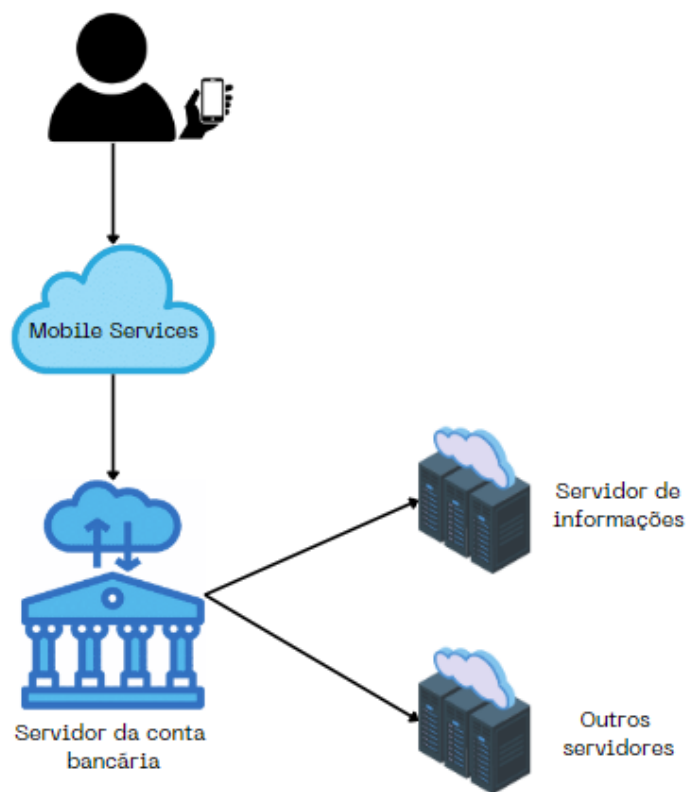 Mobile Services
Servidor de
informações
Servidor da conta
bancária
Outros
servidores